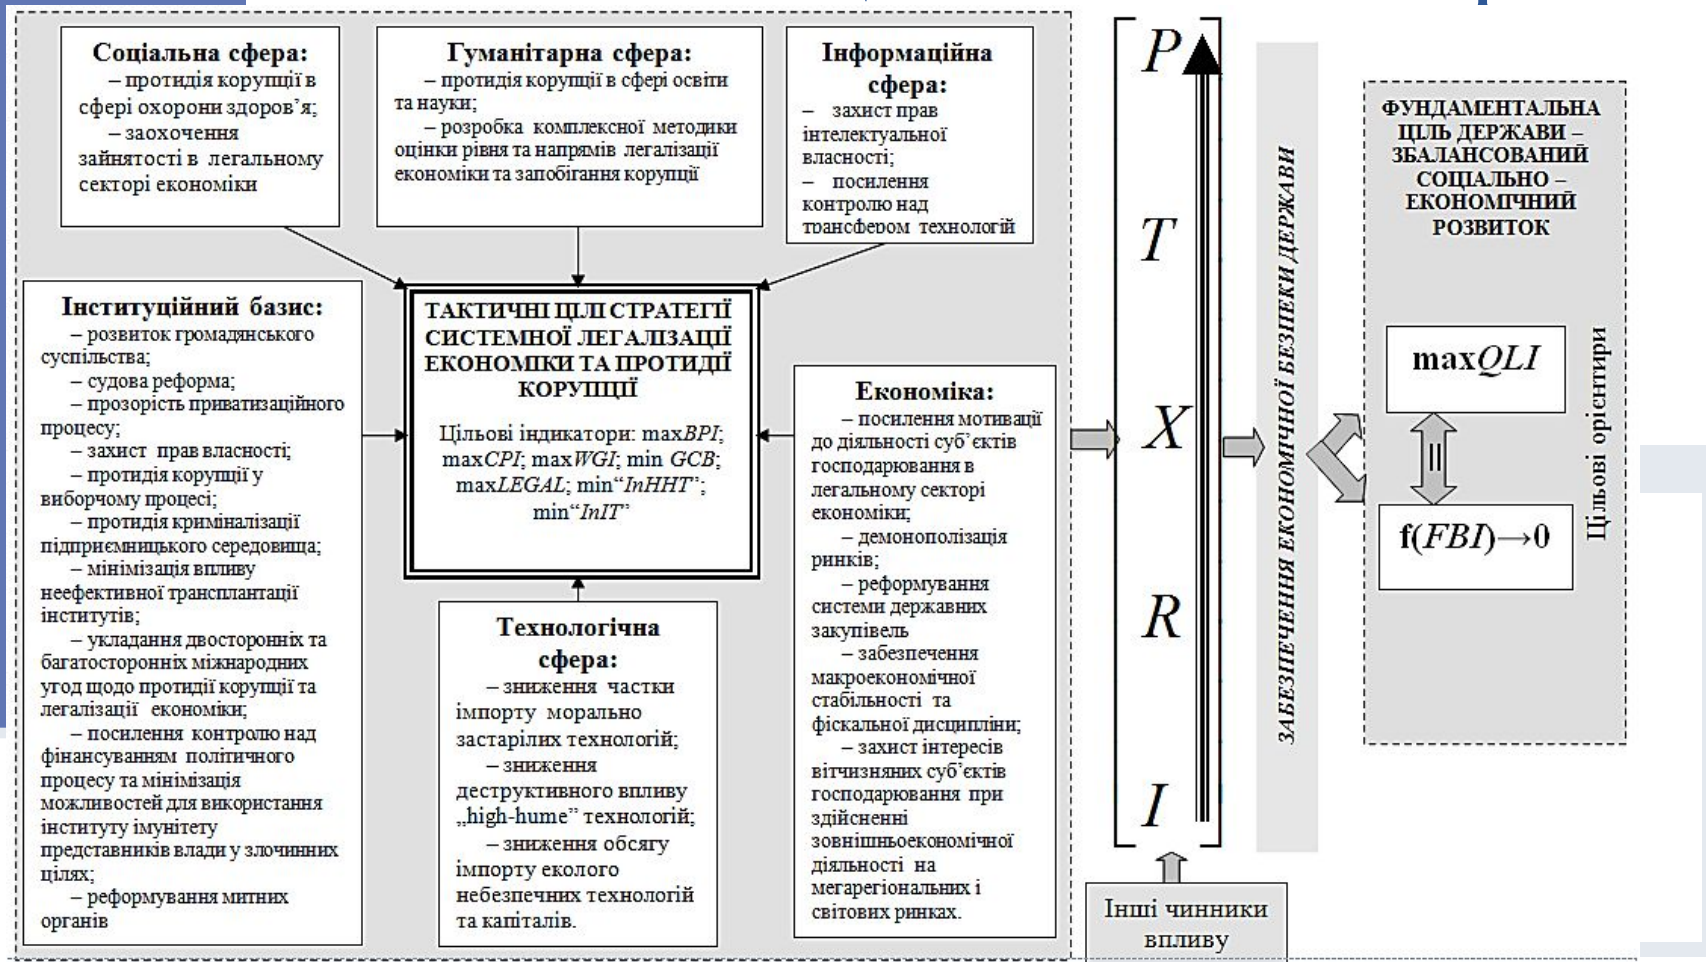 Соціальна сфера:
– протидія корупції в
сфері охорони здоров’я;
– заохочення
зайнятості в легальному
секторі економіки
Гуманітарна сфера:
– протидія корупції в сфері освіти
та науки;
– розробка комплексної методики
оцінки рівня та напрямів легалізації
економіки та запобігання корупції
Інформаційна
сфера:
– захист прав
інтелектуальної
власності;
– посилення
контролю над
трансфером технологій
Інституційний базис:
– розвиток громадянського
суспільства;
– судова реформа;
– прозорість приватизаційного
процесу;
– захист прав власності;
– протидія корупції у
виборчому процесі;
– протидія криміналізації
підприємницького середовища;
– мінімізація впливу
неефективної трансплантації
інститутів;
– укладання двосторонніх та
багатосторонніх міжнародних
угод щодо протидії корупції та
легалізації економіки;
– посилення контролю над
фінансуванням політичного
процесу та мінімізація
можливостей для використання
інституту імунітету
представників влади у злочинних
цілях;
– реформування митних
органів
ТАКТИЧНІ ЦІЛІ СТРАТЕГІЇ
СИСТЕМНОЇ ЛЕГАЛІЗАЦІЇ
ЕКОНОМІКИ ТА ПРОТИДІЇ
КОРУПЦІЇ
Цільові індикатори: maxBPI;
maxCPI; maxWGI; min GCB;
maxLEGAL; min“InHHT”;
min“InIT”
Технологічна
сфера:
– зниження частки
імпорту морально
застарілих технологій;
– зниження
деструктивного впливу
„high-hume” технологій;
– зниження обсягу
імпорту еколого
небезпечних технологій
та капіталів.
Економіка:
– посилення мотивації
до діяльності суб’єктів
господарювання в
легальному секторі
економіки;
– демонополізація
ринків;
– реформування
системи державних
закупівель
– забезпечення
макроекономічної
стабільності та
фіскальної дисципліни;
– захист інтересів
вітчизняних суб’єктів
господарювання при
здійсненні
зовнішньоекономічної
діяльності на
мегарегіональних і
світових ринках.
P
T
X
R
I
Інші чинники
впливу
ЗАБЕЗПЕЧЕННЯ ЕКОНОМІЧНОЇ БЕЗПЕКИ ДЕРЖАВИ
ФУНДАМЕНТАЛЬНА
ЦІЛЬ ДЕРЖАВИ –
ЗБАЛАНСОВАНИЙ
СОЦІАЛЬНО –
ЕКОНОМІЧНИЙ
РОЗВИТОК
maxQLI
=
f(FBI)→0
Цільові орієнтири